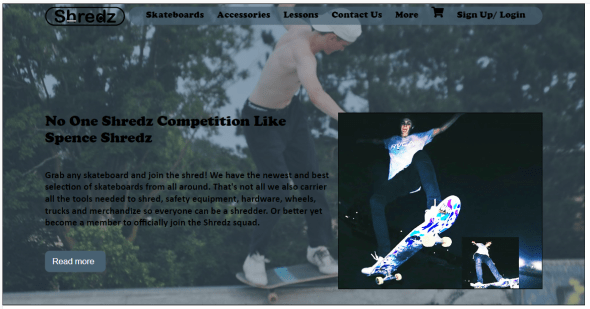 Shredz
Skateboards Accessories Lessons Contact Us More Sign Up/ Login
No One Shredz Competition Like
Spence Shredz
Grab any skateboard and join the shred! We have the newest and best
selection of skateboards from all around. That's not all we also carrier
all the tools needed to shred, safety equipment, hardware, wheels,
trucks and merchandize so everyone can be a shredder. Or better yet
become a member to officially join the Shredz squad.
Read more